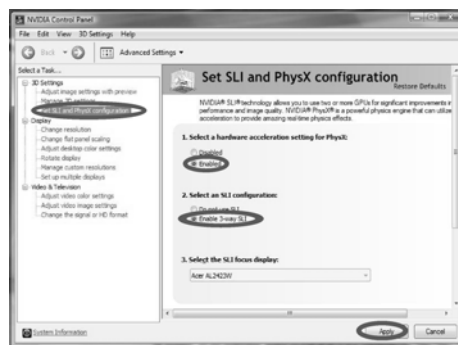 NVIDIA Control Panel
File Edit View 3D Settings Help
Back
Advanced Settings
Select a Task...
3D Settings
Adjust image settings with preview
Manage 3D settings
Set SLI and PhysX configuration
Display
Change resolution
Change flat panel scaling
Adjust desktop color settings
Rotate display
Manage custom resolutions
Set up multiple displays
Video & Television
Adjust video color settings
Adjust video image settings
Change the signal or HD format
System Information
Set SLI and PhysX configuration
Restore Defaults
NVIDIA® SLI® technology allows you to use two or more GPUs for significant improvements in
performance and image quality. NVIDIA® PhysX® is a powerful physics engine that can utilize
acceleration to provide amazing real-time physics effects.
1. Select a hardware acceleration setting for PhysX:
Disabled
Enabled
2. Select an SLI configuration:
Do not use SLI
Enable 3-way SLI
3. Select the SLI focus display:
Acer AL2423W
Apply
Cancel